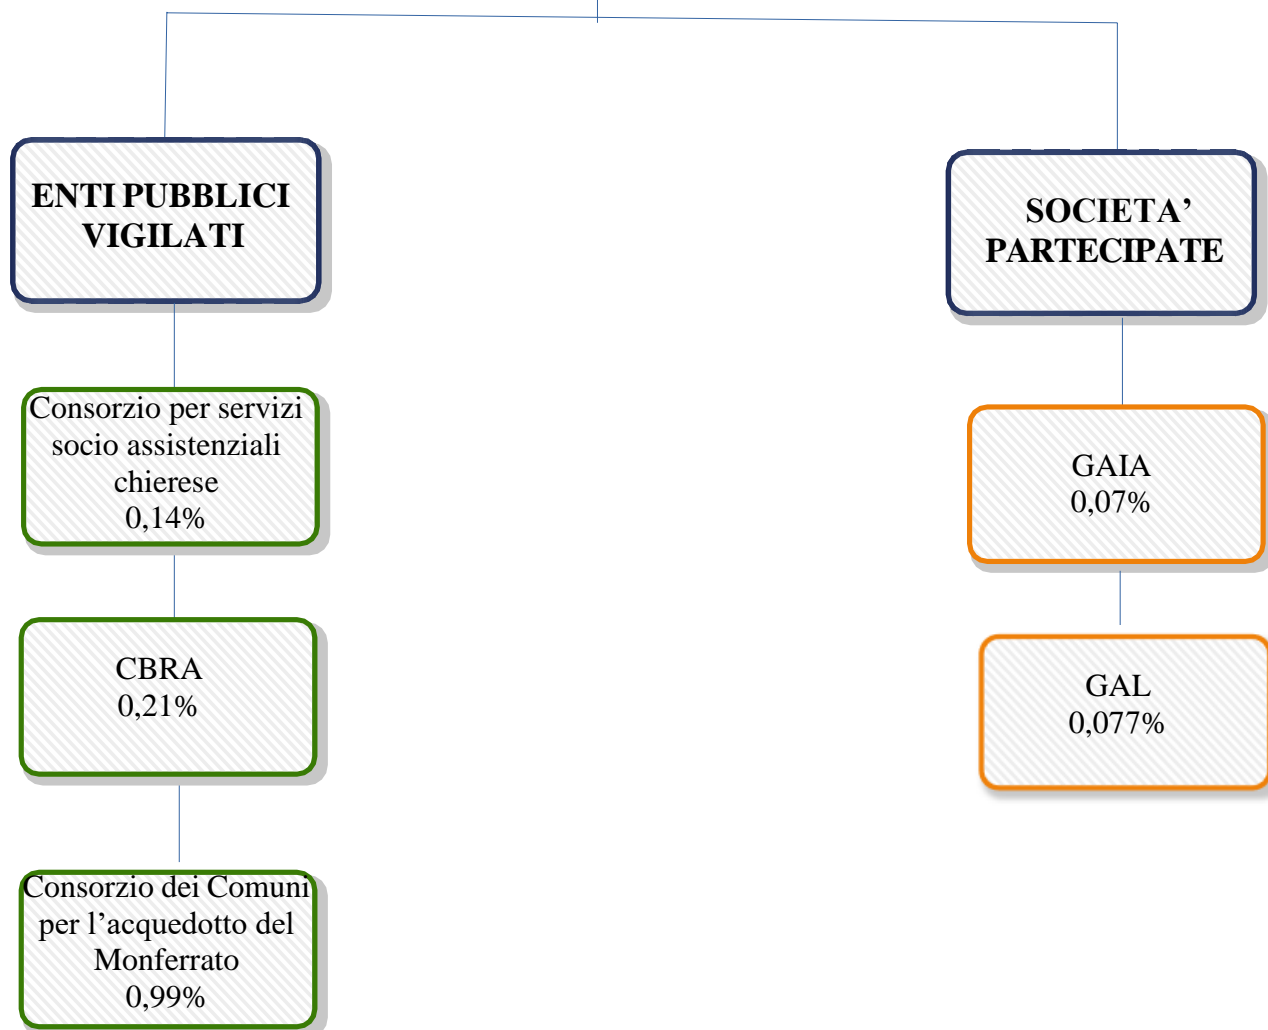 ENTI PUBBLICI
VIGILATI
Consorzio per servizi
socio assistenziali
chierese
0,14%
CBRA
0,21%
Consorzio dei Comuni
per l’acquedotto del
Monferrato
0,99%
SOCIETA’
PARTECIPATE
GAIA
0,07%
GAL
0,077%